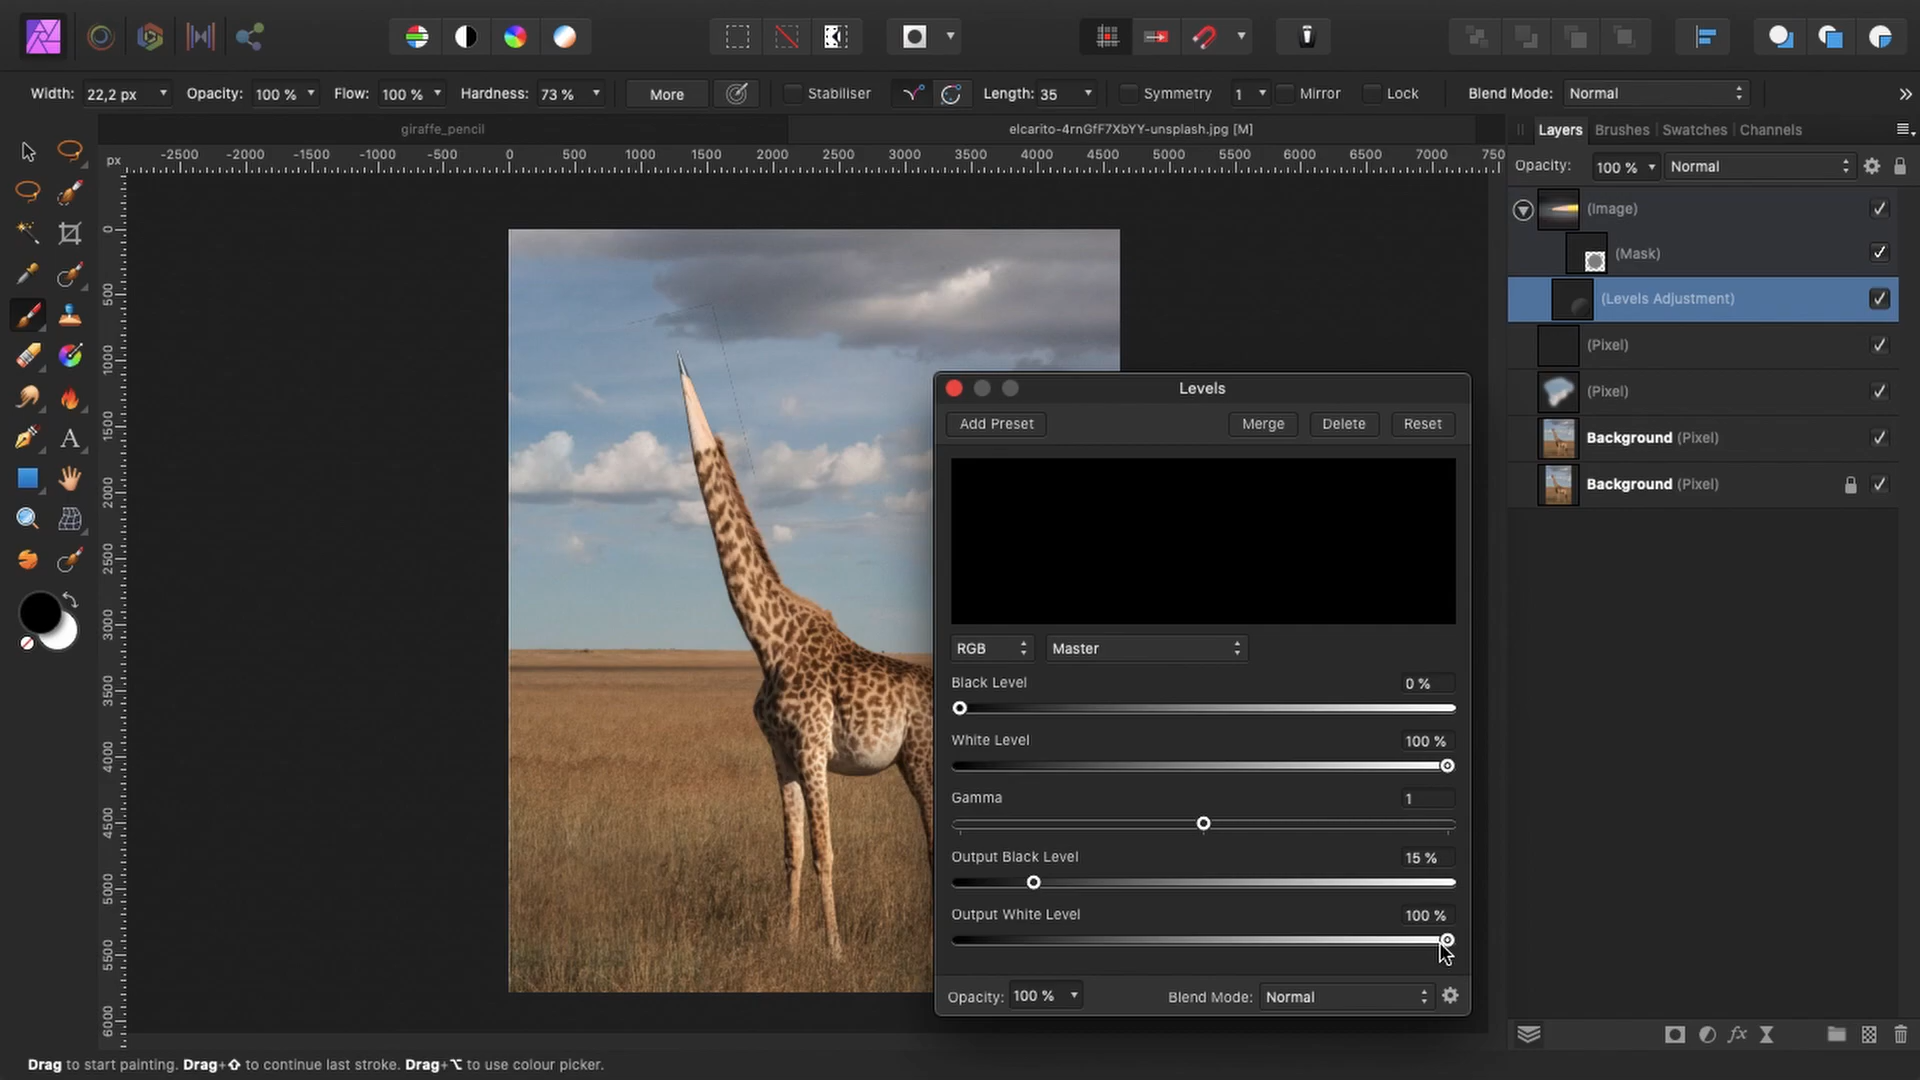 Width: 22,2 px Opacity: 100 % Flow: 100 % Hardness: 73 % More Stabiliser Length: 35 Symmetry 1 Mirror Lock Blend Mode: Normal
giraffe_pencil elcarito-4rnGfF7XbYY-unsplash.jpg [M]
Layers Brushes Swatches Channels
px -2500 -2000 -1500 -1000 -500 0 500 1000 1500 2000 2500 3000 3500 4000 4500 5000 5500 6000 6500 7000 750
Opacity: 100 % Normal
0
500
1000
1500
2000
2500
3000
3500
4000
4500
5000
5500
6000
(Image)
(Mask)
(Levels Adjustment)
(Pixel)
(Pixel)
Background (Pixel)
Background (Pixel)
Levels
Add Preset Merge Delete Reset
RGB Master
Black Level 0 %
White Level 100 %
Gamma 1
Output Black Level 15 %
Output White Level 100 %
Opacity: 100 % Blend Mode: Normal
A
fx
Drag to start painting. Drag+⇧ to continue last stroke. Drag+⌥ to use colour picker.